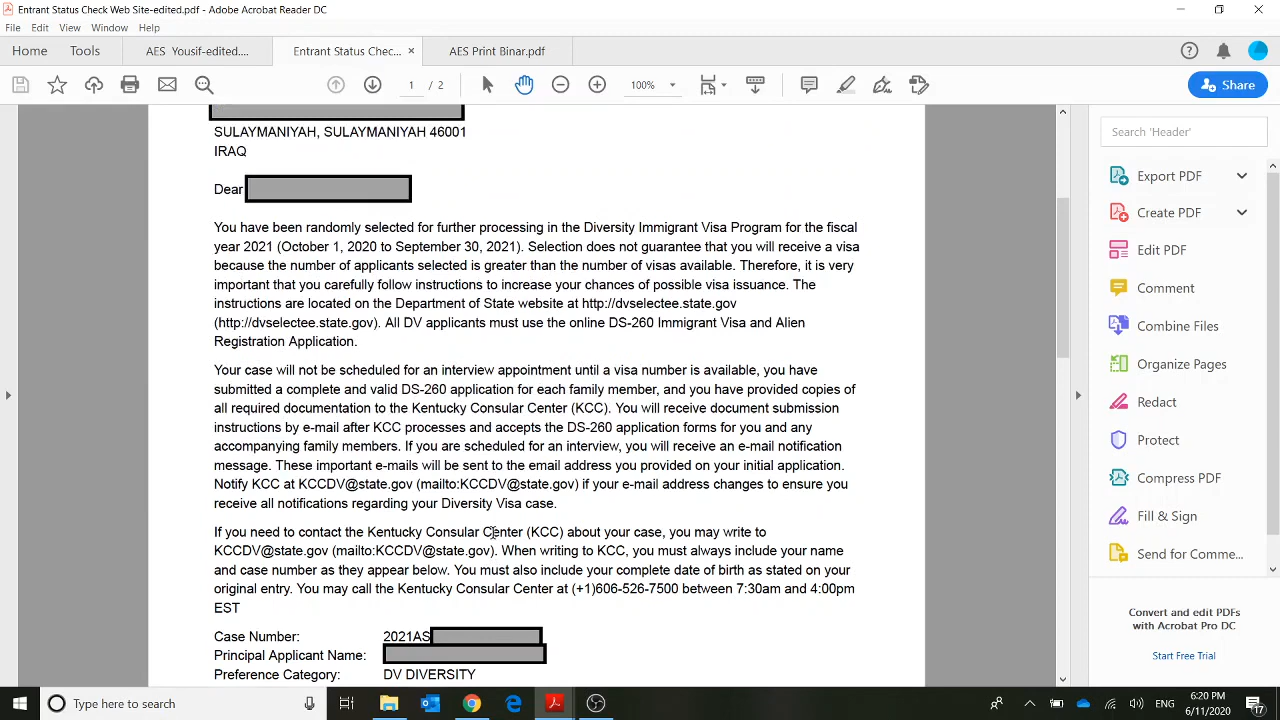 Entrant Status Check Web Site-edited.pdf - Adobe Acrobat Reader DC
File Edit View Window Help
Home Tools AES Yousif-edited.... Entrant Status Chec... × AES Print Binar.pdf
1 / 2 100% Share
SULAYMANIYAH, SULAYMANIYAH 46001
IRAQ
Dear
You have been randomly selected for further processing in the Diversity Immigrant Visa Program for the fiscal
year 2021 (October 1, 2020 to September 30, 2021). Selection does not guarantee that you will receive a visa
because the number of applicants selected is greater than the number of visas available. Therefore, it is very
important that you carefully follow instructions to increase your chances of possible visa issuance. The
instructions are located on the Department of State website at http://dvselectee.state.gov
(http://dvselectee.state.gov). All DV applicants must use the online DS-260 Immigrant Visa and Alien
Registration Application.
Your case will not be scheduled for an interview appointment until a visa number is available, you have
submitted a complete and valid DS-260 application for each family member, and you have provided copies of
all required documentation to the Kentucky Consular Center (KCC). You will receive document submission
instructions by e-mail after KCC processes and accepts the DS-260 application forms for you and any
accompanying family members. If you are scheduled for an interview, you will receive an e-mail notification
message. These important e-mails will be sent to the email address you provided on your initial application.
Notify KCC at KCCDV@state.gov (mailto:KCCDV@state.gov) if your e-mail address changes to ensure you
receive all notifications regarding your Diversity Visa case.
If you need to contact the Kentucky Consular Center (KCC) about your case, you may write to
KCCDV@state.gov (mailto:KCCDV@state.gov). When writing to KCC, you must always include your name
and case number as they appear below. You must also include your complete date of birth as stated on your
original entry. You may call the Kentucky Consular Center at (+1)606-526-7500 between 7:30am and 4:00pm
EST
Case Number: 2021AS
Principal Applicant Name:
Preference Category: DV DIVERSITY
Search 'Header'
Export PDF
Create PDF
Edit PDF
Comment
Combine Files
Organize Pages
Redact
Protect
Compress PDF
Fill & Sign
Send for Comme...
Convert and edit PDFs
with Acrobat Pro DC
Start Free Trial
Type here to search
6:20 PM
6/11/2020
17